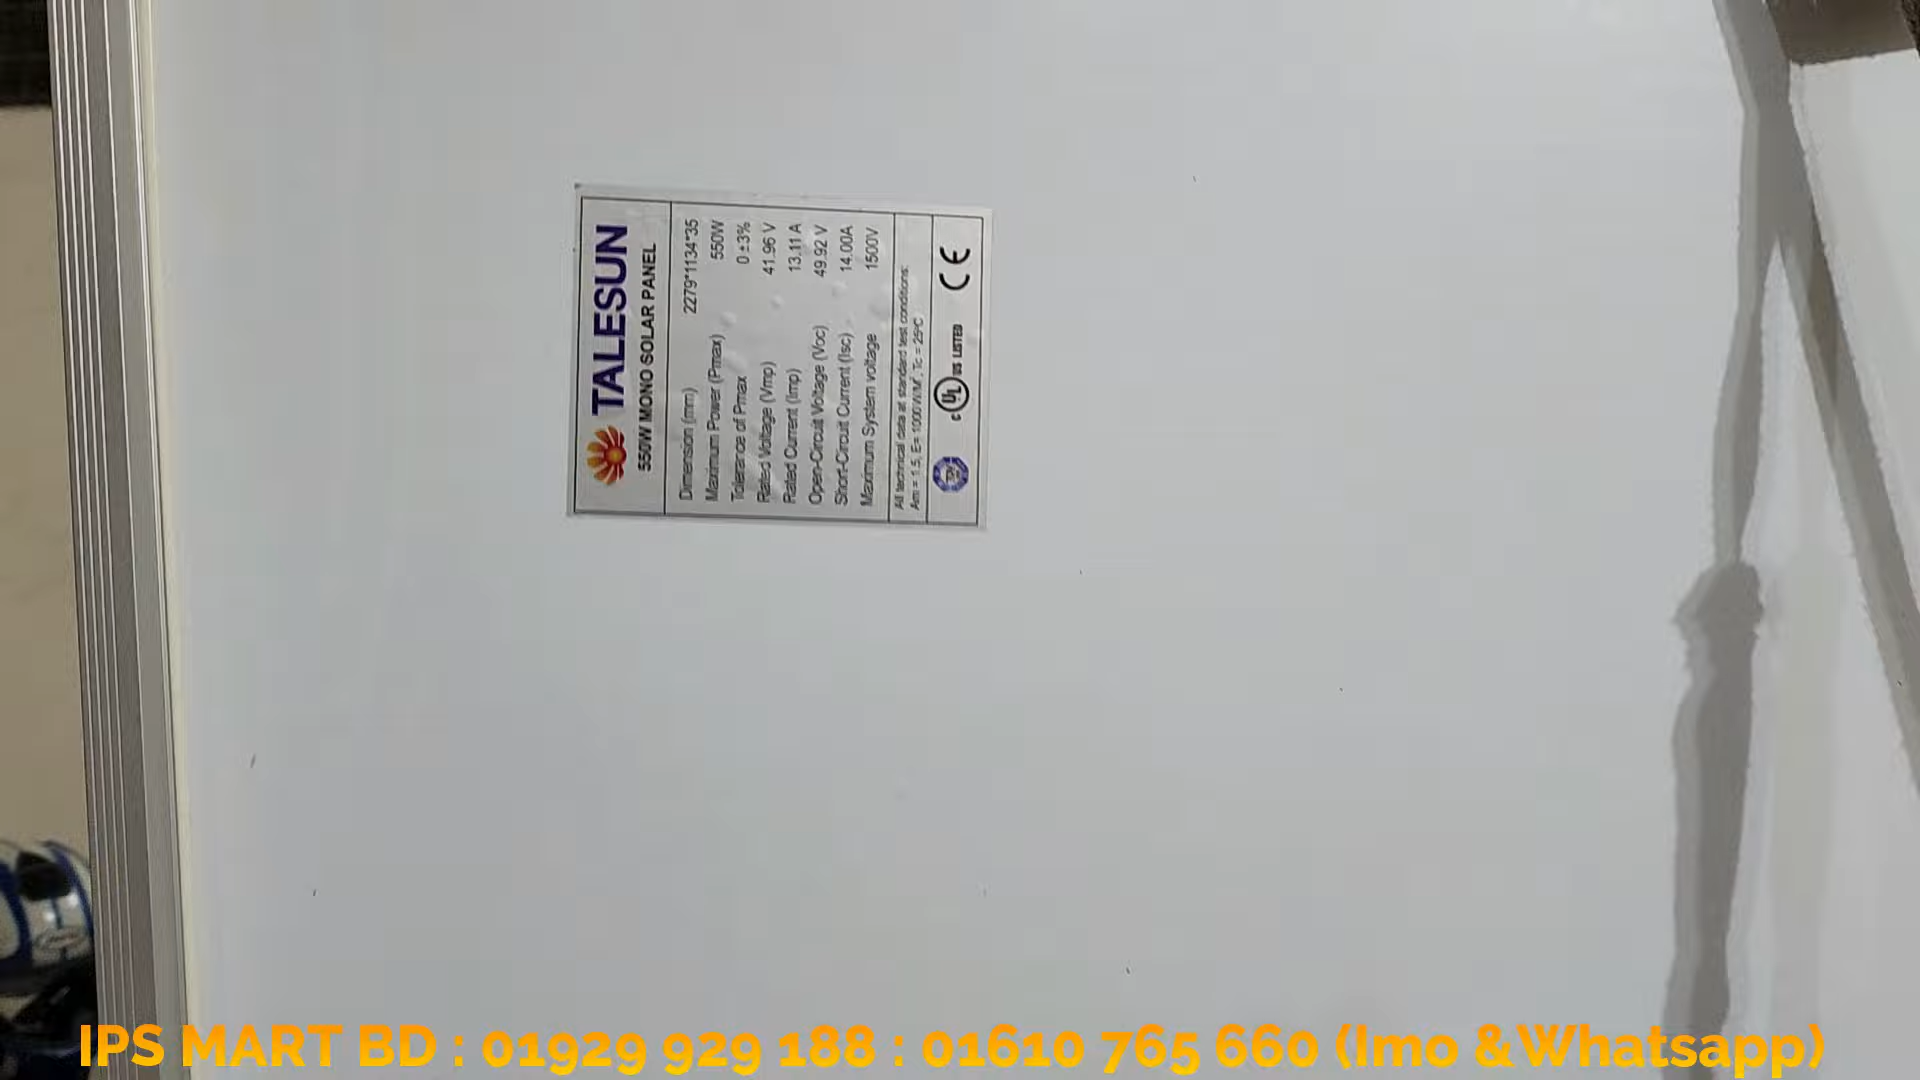 TALESUN
550W MONO SOLAR PANEL
Dimension (mm) 2279*1134*35
Maximum Power (Pmax) 550W
Tolerance of Pmax 0 ±3%
Rated Voltage (Vmp) 41.96 V
Rated Current (Imp) 13.11 A
Open-Circuit Voltage (Voc) 49.92 V
Short-Circuit Current (Isc) 14.00A
Maximum System voltage 1500V
All technical data at standard test conditions:
Am = 1.5, E= 1000W/M², Tc = 25°C
c UL US LISTED CE
IPS MART BD : 01929 929 188 : 01610 765 660 (Imo &Whatsapp)